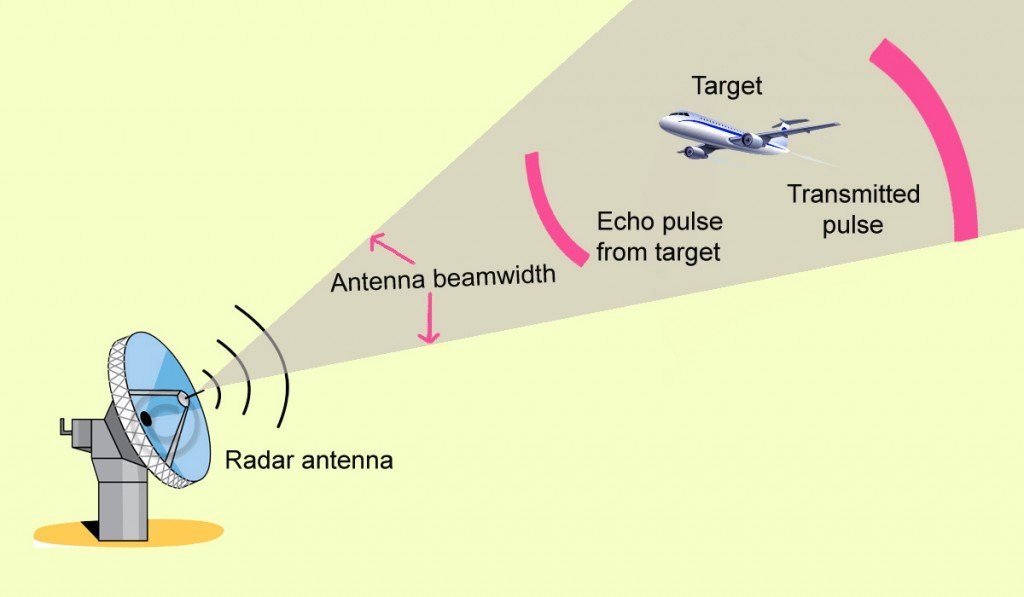 Target
Transmitted
pulse
Echo pulse
from target
Antenna beamwidth
Radar antenna